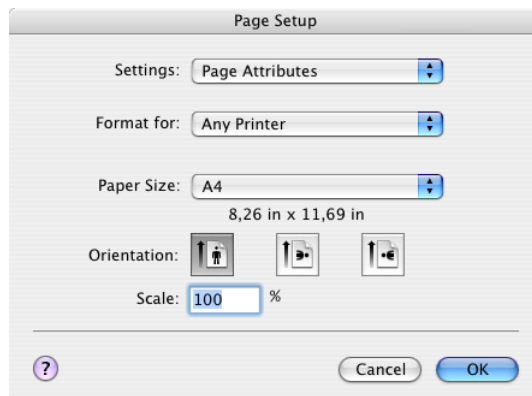 Page Setup
Settings: Page Attributes
Format for: Any Printer
Paper Size: A4
8,26 in x 11,69 in
Orientation:
Scale: 100 %
? Cancel OK